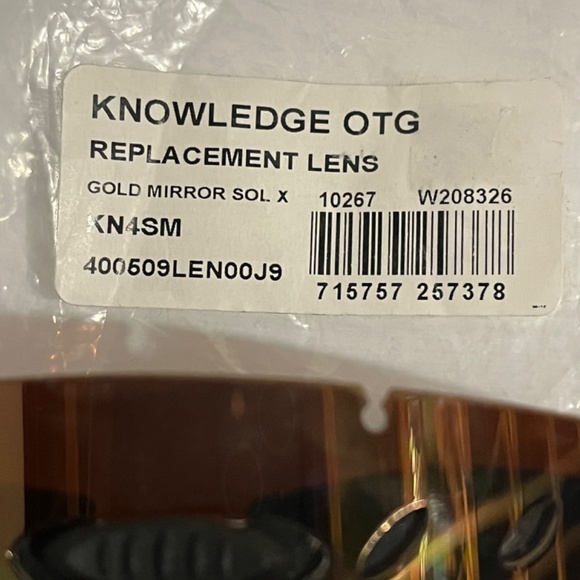 KNOWLEDGE OTG
REPLACEMENT LENS
GOLD MIRROR SOL X 10267 W208326
KN4SM
400509LEN00J9
715757 257378